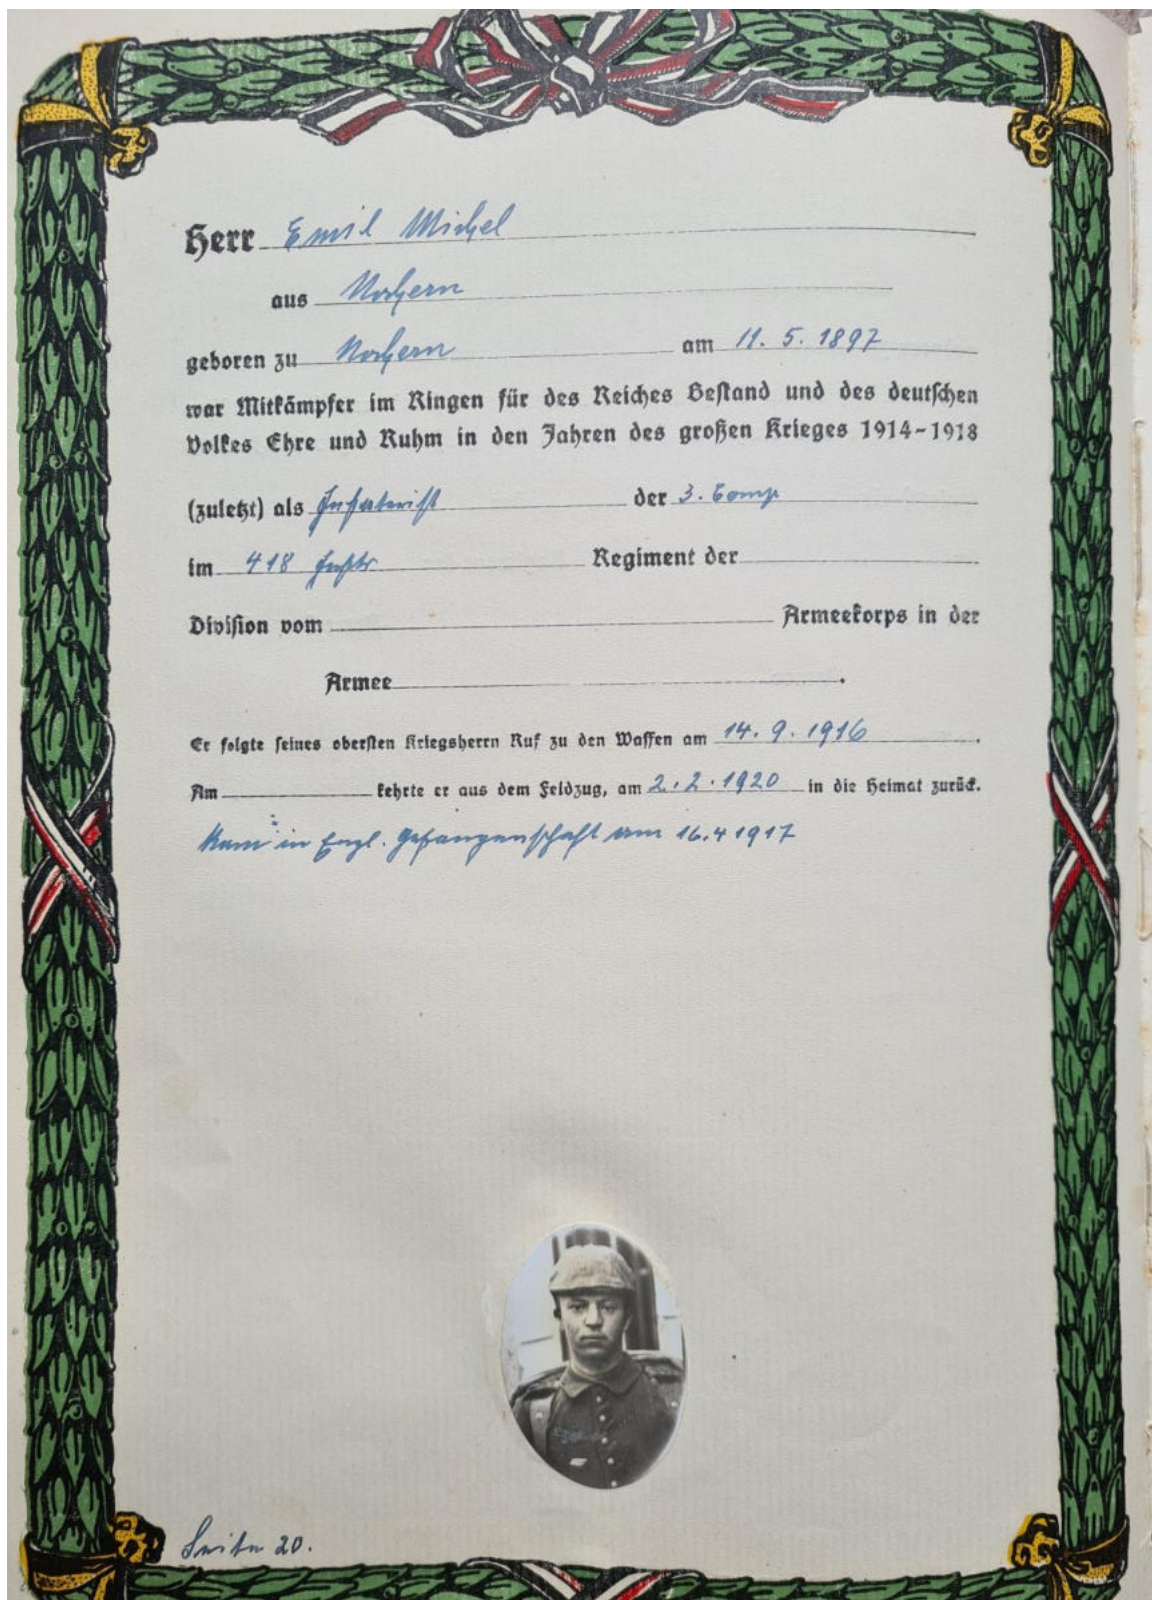 Herr Emil Michel
aus Norheim
geboren zu Norheim am 11. 5. 1897
war Mitkämpfer im Ringen für des Reiches Bestand und des deutschen
Volkes Ehre und Ruhm in den Jahren des großen Krieges 1914-1918
(zuletzt) als Infanterist der 3. Comp
im 418 Inftr Regiment der
Division vom Armeekorps in der
Armee .
Er folgte seines obersten Kriegsherrn Ruf zu den Waffen am 14. 9. 1916 .
Am kehrte er aus dem Feldzug, am 2. 2. 1920 in die Heimat zurück.
Kam in Engl. Gefangenschaft am 16.4 1917
Seite 20.